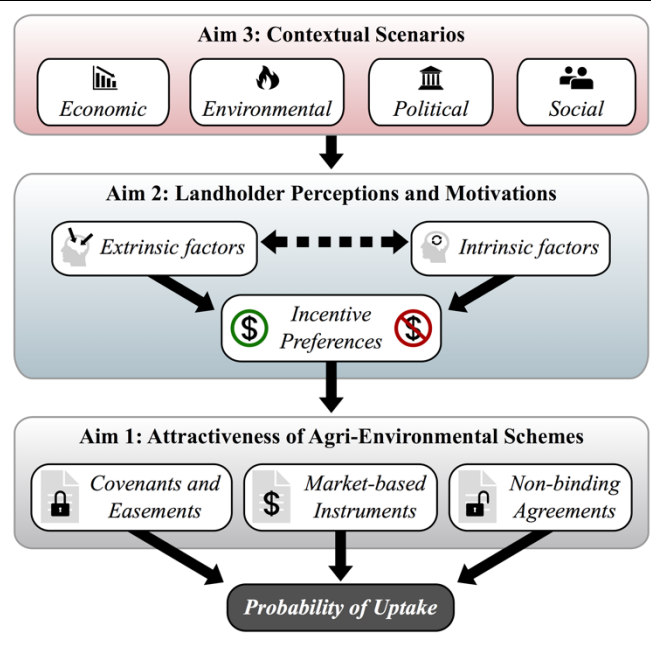 Aim 3: Contextual Scenarios
Economic
Environmental
Political
Social
Aim 2: Landholder Perceptions and Motivations
Extrinsic factors
Intrinsic factors
$
Incentive
Preferences
$
Aim 1: Attractiveness of Agri-Environmental Schemes
Covenants and
Easements
$
Market-based
Instruments
Non-binding
Agreements
Probability of Uptake